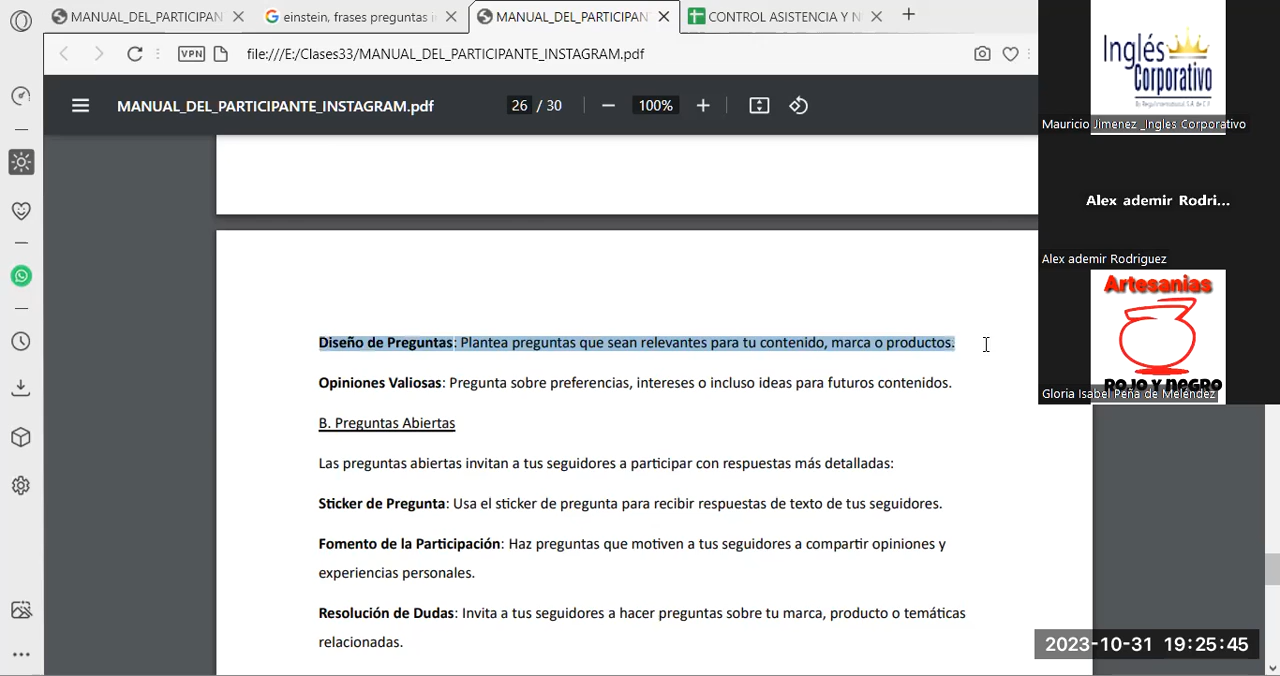 MANUAL_DEL_PARTICIPAN
einstein, frases preguntas i
MANUAL_DEL_PARTICIPAN
CONTROL ASISTENCIA Y N
VPN
file:///E:/Clases33/MANUAL_DEL_PARTICIPANTE_INSTAGRAM.pdf
MANUAL_DEL_PARTICIPANTE_INSTAGRAM.pdf
26 / 30
100%
Diseño de Preguntas: Plantea preguntas que sean relevantes para tu contenido, marca o productos.
Opiniones Valiosas: Pregunta sobre preferencias, intereses o incluso ideas para futuros contenidos.
B. Preguntas Abiertas
Las preguntas abiertas invitan a tus seguidores a participar con respuestas más detalladas:
Sticker de Pregunta: Usa el sticker de pregunta para recibir respuestas de texto de tus seguidores.
Fomento de la Participación: Haz preguntas que motiven a tus seguidores a compartir opiniones y
experiencias personales.
Resolución de Dudas: Invita a tus seguidores a hacer preguntas sobre tu marca, producto o temáticas
relacionadas.
Inglés
Corporativo
Mauricio Jimenez _Ingles Corporativo
Alex ademir Rodri...
Alex ademir Rodriguez
Artesanias
ROJO Y NEGRO
Gloria Isabel Peña de Meléndez
2023-10-31 19:25:45